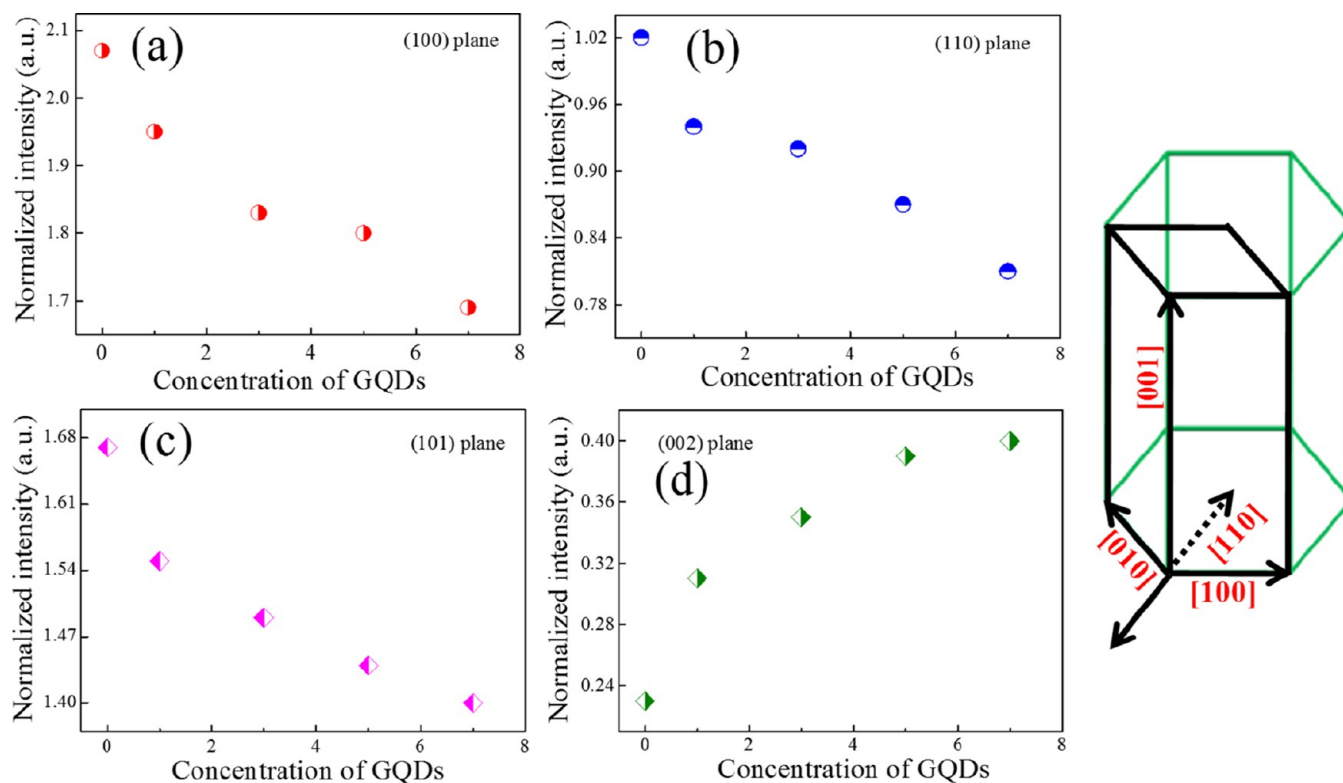 (a)
(100) plane
Normalized intensity (a.u.)
2.1
2.0
1.9
1.8
1.7
0 2 4 6 8
Concentration of GQDs
(b)
(110) plane
Normalized intensity (a.u.)
1.02
0.96
0.90
0.84
0.78
0 2 4 6 8
Concentration of GQDs
(c)
(101) plane
Normalized intensity (a.u.)
1.68
1.61
1.54
1.47
1.40
0 2 4 6 8
Concentration of GQDs
(002) plane
(d)
Normalized intensity (a.u.)
0.40
0.36
0.32
0.28
0.24
0 2 4 6 8
Concentration of GQDs
[001]
[010]
[110]
[100]